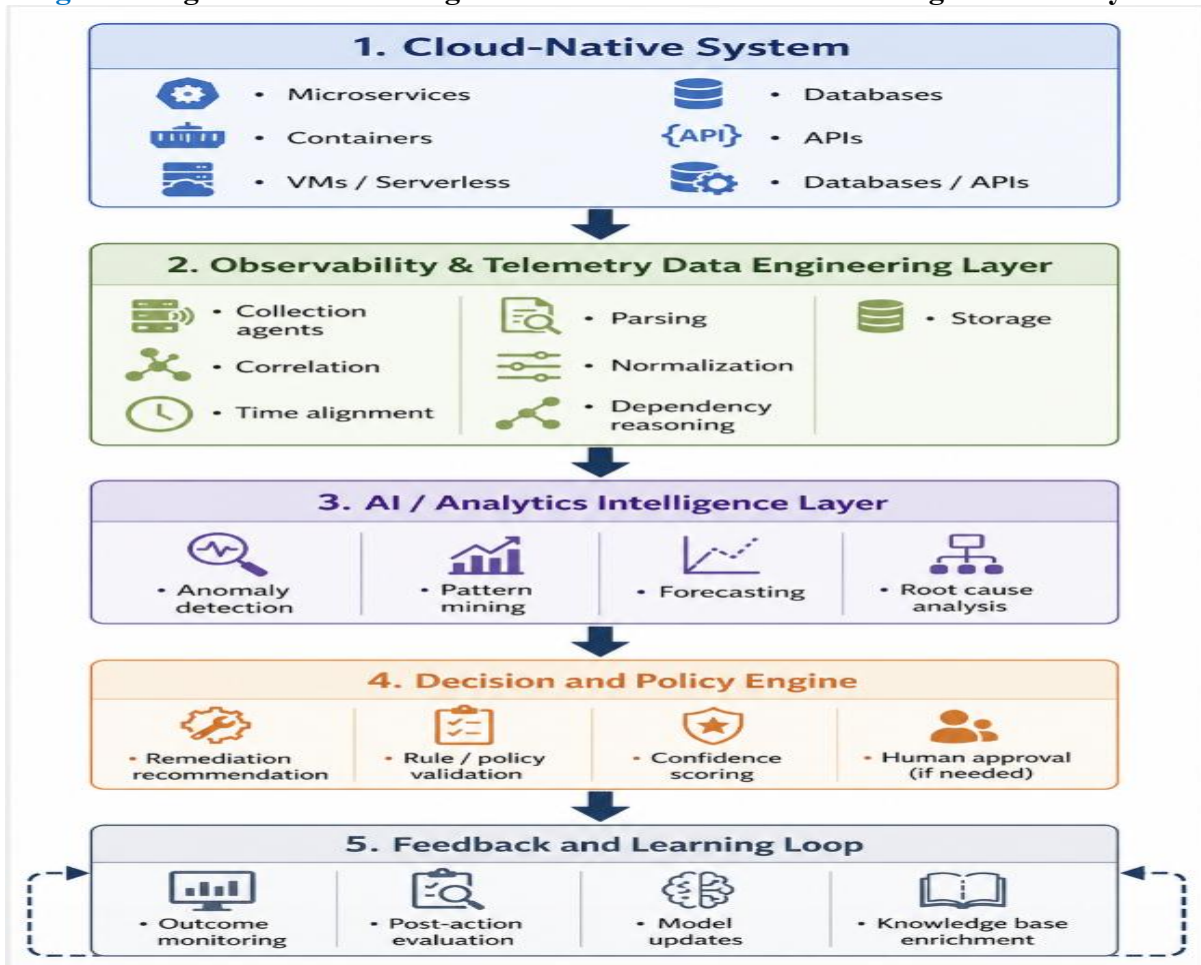 1. Cloud-Native System
• Microservices
• Databases
• Containers
{API}
• APIs
• VMs / Serverless
• Databases / APIs
2. Observability & Telemetry Data Engineering Layer
• Collection
agents
• Parsing
• Storage
• Correlation
• Normalization
• Time alignment
• Dependency
reasoning
3. AI / Analytics Intelligence Layer
• Anomaly
detection
• Pattern
mining
• Forecasting
• Root cause
analysis
4. Decision and Policy Engine
• Remediation
recommendation
• Rule / policy
validation
• Confidence
scoring
• Human approval
(if needed)
5. Feedback and Learning Loop
• Outcome
monitoring
• Post-action
evaluation
• Model
updates
• Knowledge base
enrichment